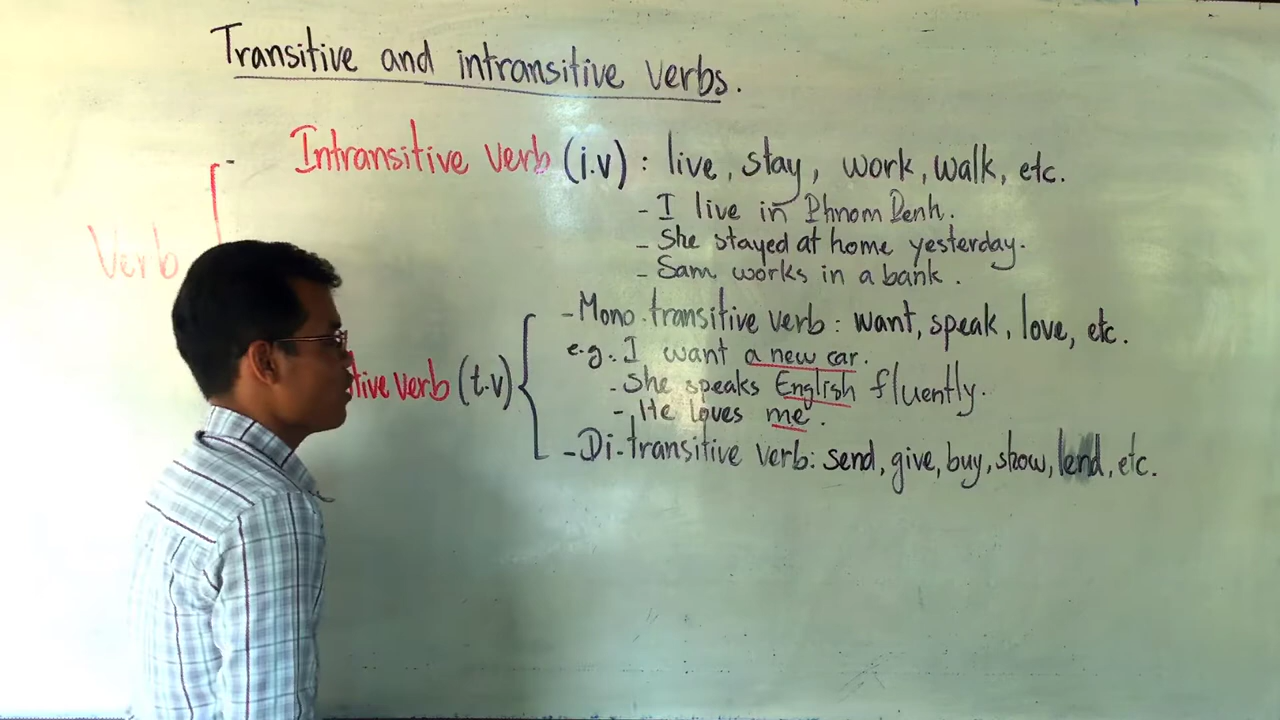 Transitive and intransitive verbs.
Intransitive verb (i.v) : live, stay, work, walk, etc.
- I live in Phnom Penh.
- She stayed at home yesterday.
- Sam works in a bank.
Verb
- Mono.transitive verb : want, speak, love, etc.
e.g. I want a new car.
- She speaks English fluently.
- He loves me.
tive verb (t.v)
- Di-transitive verb: send, give, buy, show, lend, etc.